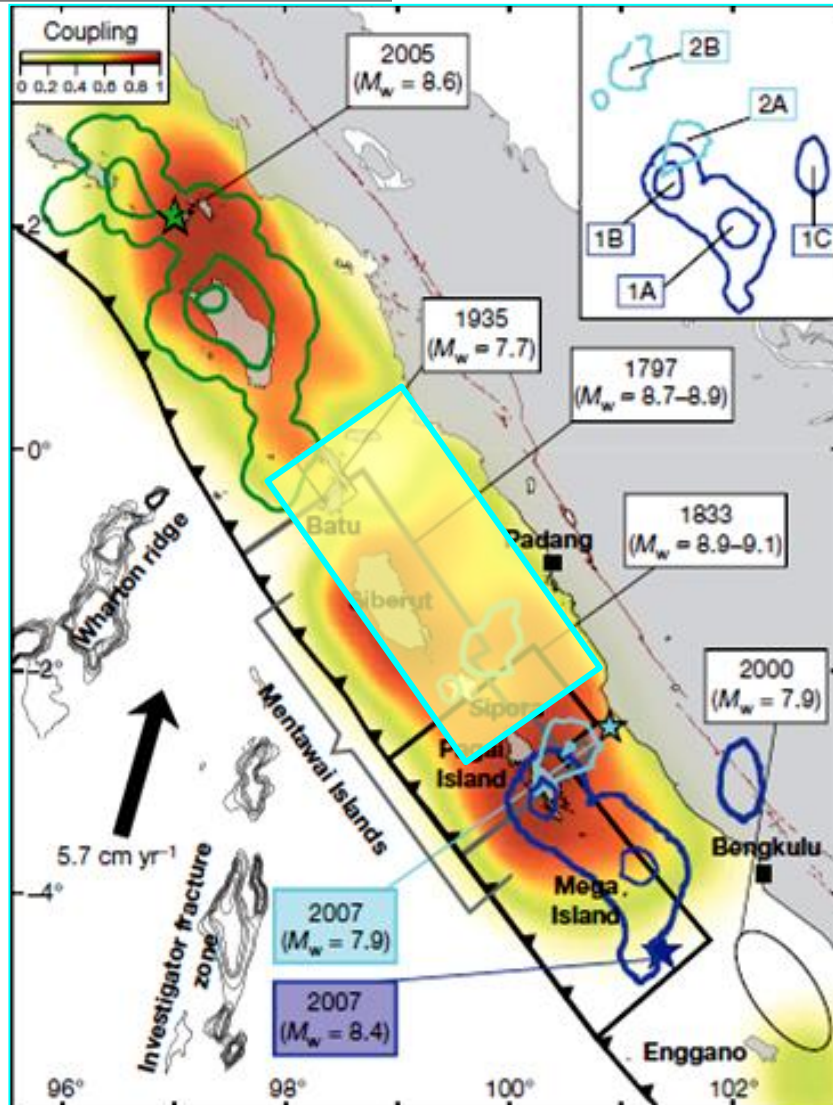 Coupling
0 0.2 0.4 0.6 0.8 1
2005
(Mw = 8.6)
2B
2A
1B
1C
1A
1935
(Mw = 7.7)
1797
(Mw = 8.7–8.9)
1833
(Mw = 8.9–9.1)
2°
0°
Batu
Padang
Siberut
Wharton ridge
−2°
Sipora
2000
(Mw = 7.9)
Pagai
Island
Mentawai Islands
5.7 cm yr⁻¹
Bengkulu
−4°
Mega
Island
Investigator fracture
zone
2007
(Mw = 7.9)
2007
(Mw = 8.4)
Enggano
96° 98° 100° 102°